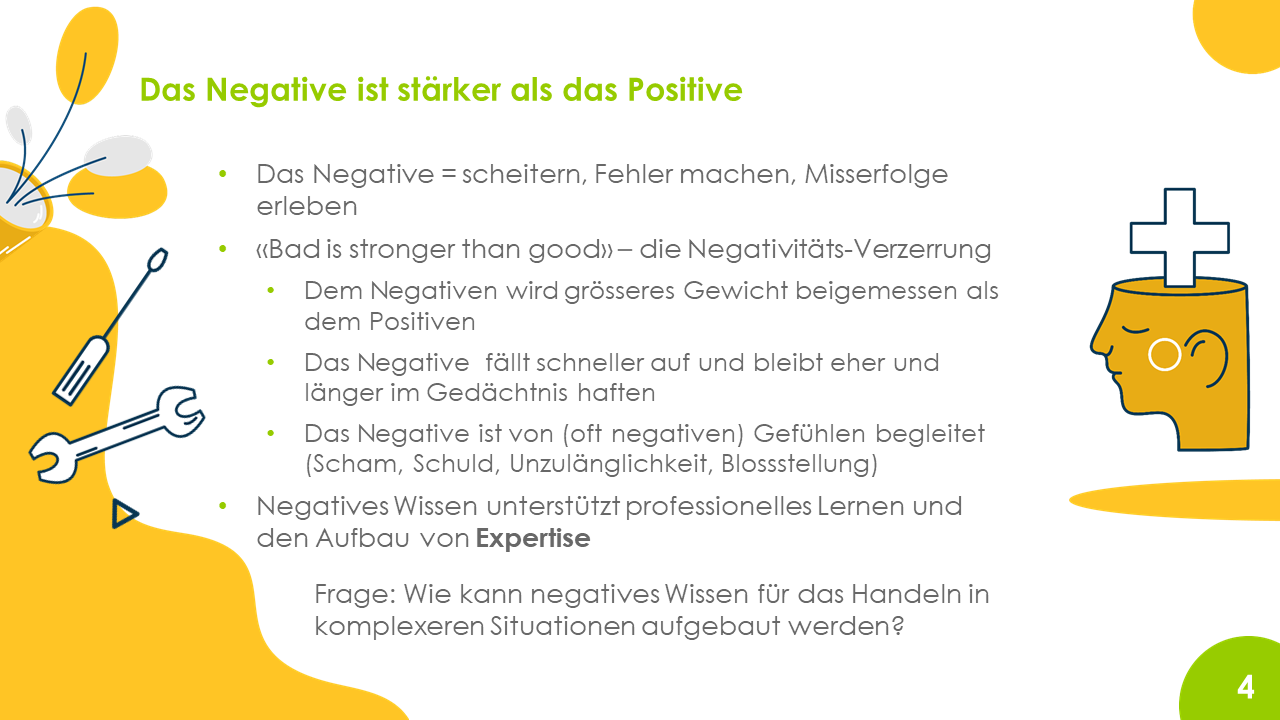 Das Negative ist stärker als das Positive
• Das Negative = scheitern, Fehler machen, Misserfolge
erleben
• «Bad is stronger than good» – die Negativitäts-Verzerrung
• Dem Negativen wird grösseres Gewicht beigemessen als
dem Positiven
• Das Negative fällt schneller auf und bleibt eher und
länger im Gedächtnis haften
• Das Negative ist von (oft negativen) Gefühlen begleitet
(Scham, Schuld, Unzulänglichkeit, Blossstellung)
• Negatives Wissen unterstützt professionelles Lernen und
den Aufbau von Expertise
Frage: Wie kann negatives Wissen für das Handeln in
komplexeren Situationen aufgebaut werden?
4